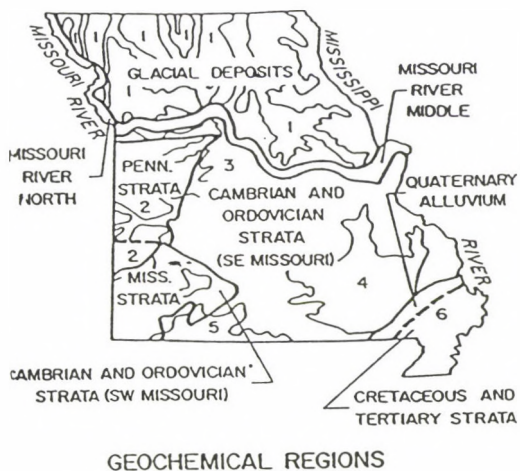 MISSOURI RIVER
1 1 1 1 1
GLACIAL DEPOSITS
1
1
MISSISSIPPI
RIVER
MISSOURI
RIVER
MIDDLE
MISSOURI
RIVER
NORTH
PENN.
STRATA
2
3
CAMBRIAN AND
ORDOVICIAN
STRATA
(SE MISSOURI)
QUATERNARY
ALLUVIUM
2
MISS.
STRATA
4
5
6
CAMBRIAN AND ORDOVICIAN
STRATA (SW MISSOURI)
CRETACEOUS AND
TERTIARY STRATA
GEOCHEMICAL REGIONS